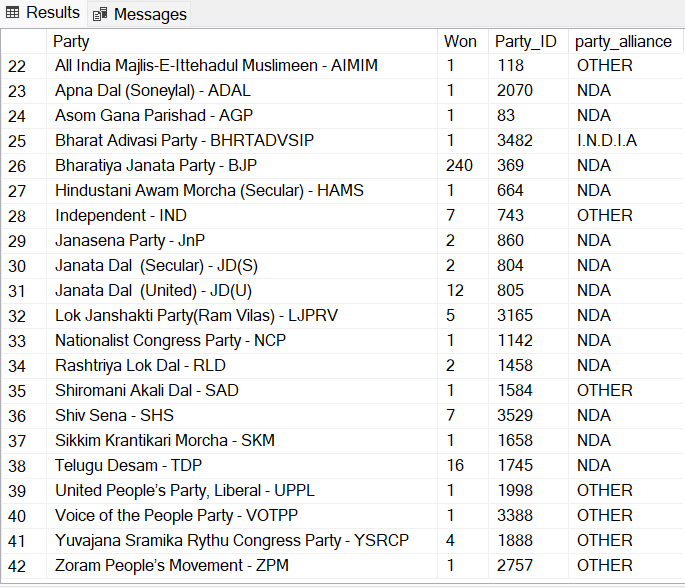 Results Messages
Party Won Party_ID party_alliance
22 All India Majlis-E-Ittehadul Muslimeen - AIMIM 1 118 OTHER
23 Apna Dal (Soneylal) - ADAL 1 2070 NDA
24 Asom Gana Parishad - AGP 1 83 NDA
25 Bharat Adivasi Party - BHRTADVSIP 1 3482 I.N.D.I.A
26 Bharatiya Janata Party - BJP 240 369 NDA
27 Hindustani Awam Morcha (Secular) - HAMS 1 664 NDA
28 Independent - IND 7 743 OTHER
29 Janasena Party - JnP 2 860 NDA
30 Janata Dal  (Secular) - JD(S) 2 804 NDA
31 Janata Dal  (United) - JD(U) 12 805 NDA
32 Lok Janshakti Party(Ram Vilas) - LJPRV 5 3165 NDA
33 Nationalist Congress Party - NCP 1 1142 NDA
34 Rashtriya Lok Dal - RLD 2 1458 NDA
35 Shiromani Akali Dal - SAD 1 1584 OTHER
36 Shiv Sena - SHS 7 3529 NDA
37 Sikkim Krantikari Morcha - SKM 1 1658 NDA
38 Telugu Desam - TDP 16 1745 NDA
39 United People’s Party, Liberal - UPPL 1 1998 OTHER
40 Voice of the People Party - VOTPP 1 3388 OTHER
41 Yuvajana Sramika Rythu Congress Party - YSRCP 4 1888 OTHER
42 Zoram People’s Movement - ZPM 1 2757 OTHER